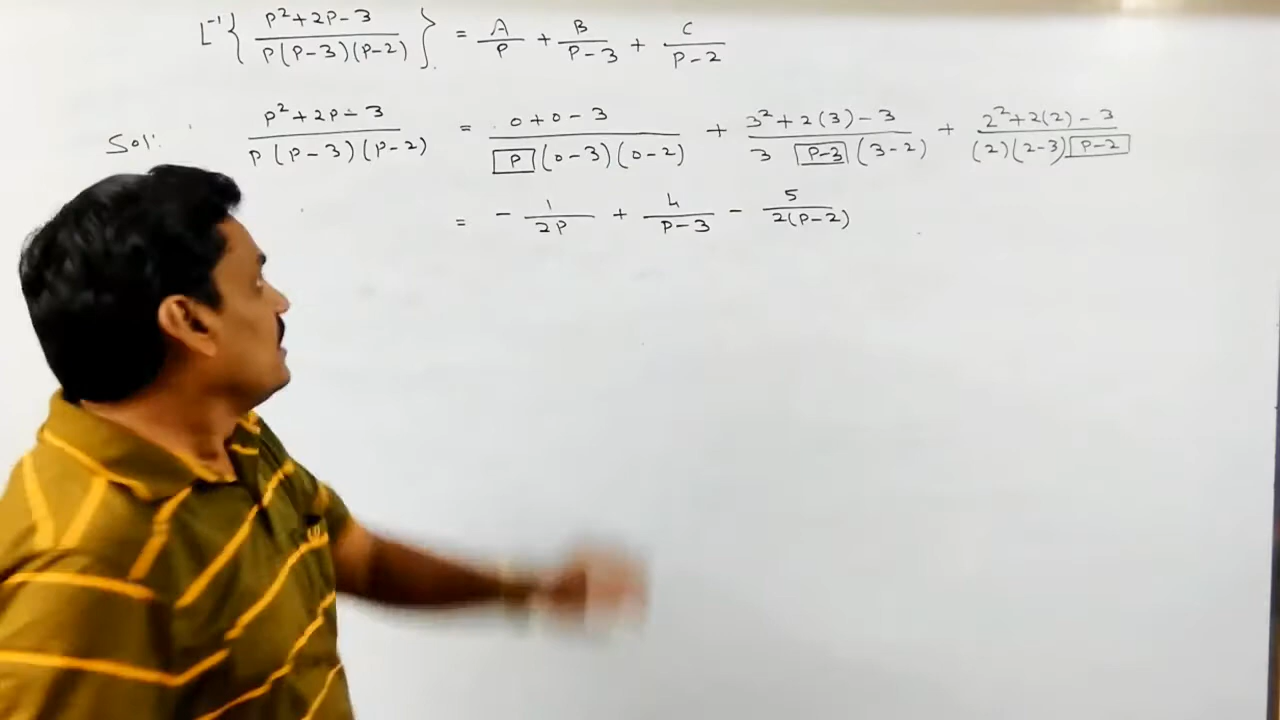 L⁻¹ { (p² + 2p - 3) / (p(p-3)(p-2)) } = A/p + B/(p-3) + C/(p-2)
Sol: (p² + 2p - 3) / (p(p-3)(p-2)) = (0 + 0 - 3) / (p (0-3)(0-2)) + (3² + 2(3) - 3) / (3 p-3 (3-2)) + (2² + 2(2) - 3) / ((2)(2-3) p-2)
= - 1/2p + 4/(p-3) - 5/(2(p-2))